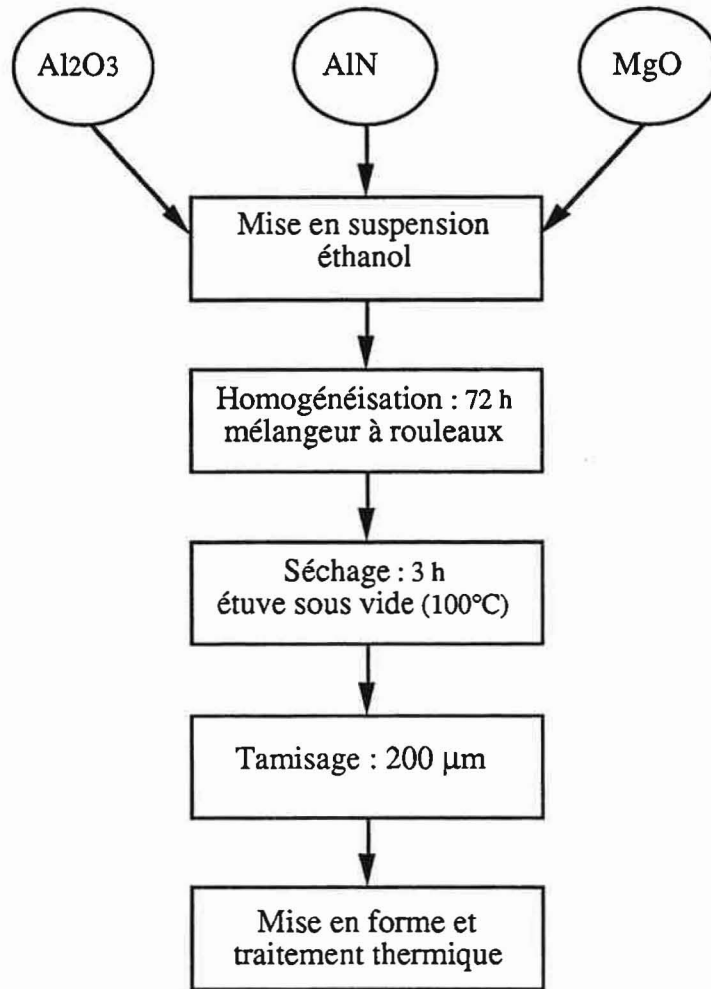 Al2O3
AlN
MgO
Mise en suspension
éthanol
Homogénéisation : 72 h
mélangeur à rouleaux
Séchage : 3 h
étuve sous vide (100°C)
Tamisage : 200 µm
Mise en forme et
traitement thermique